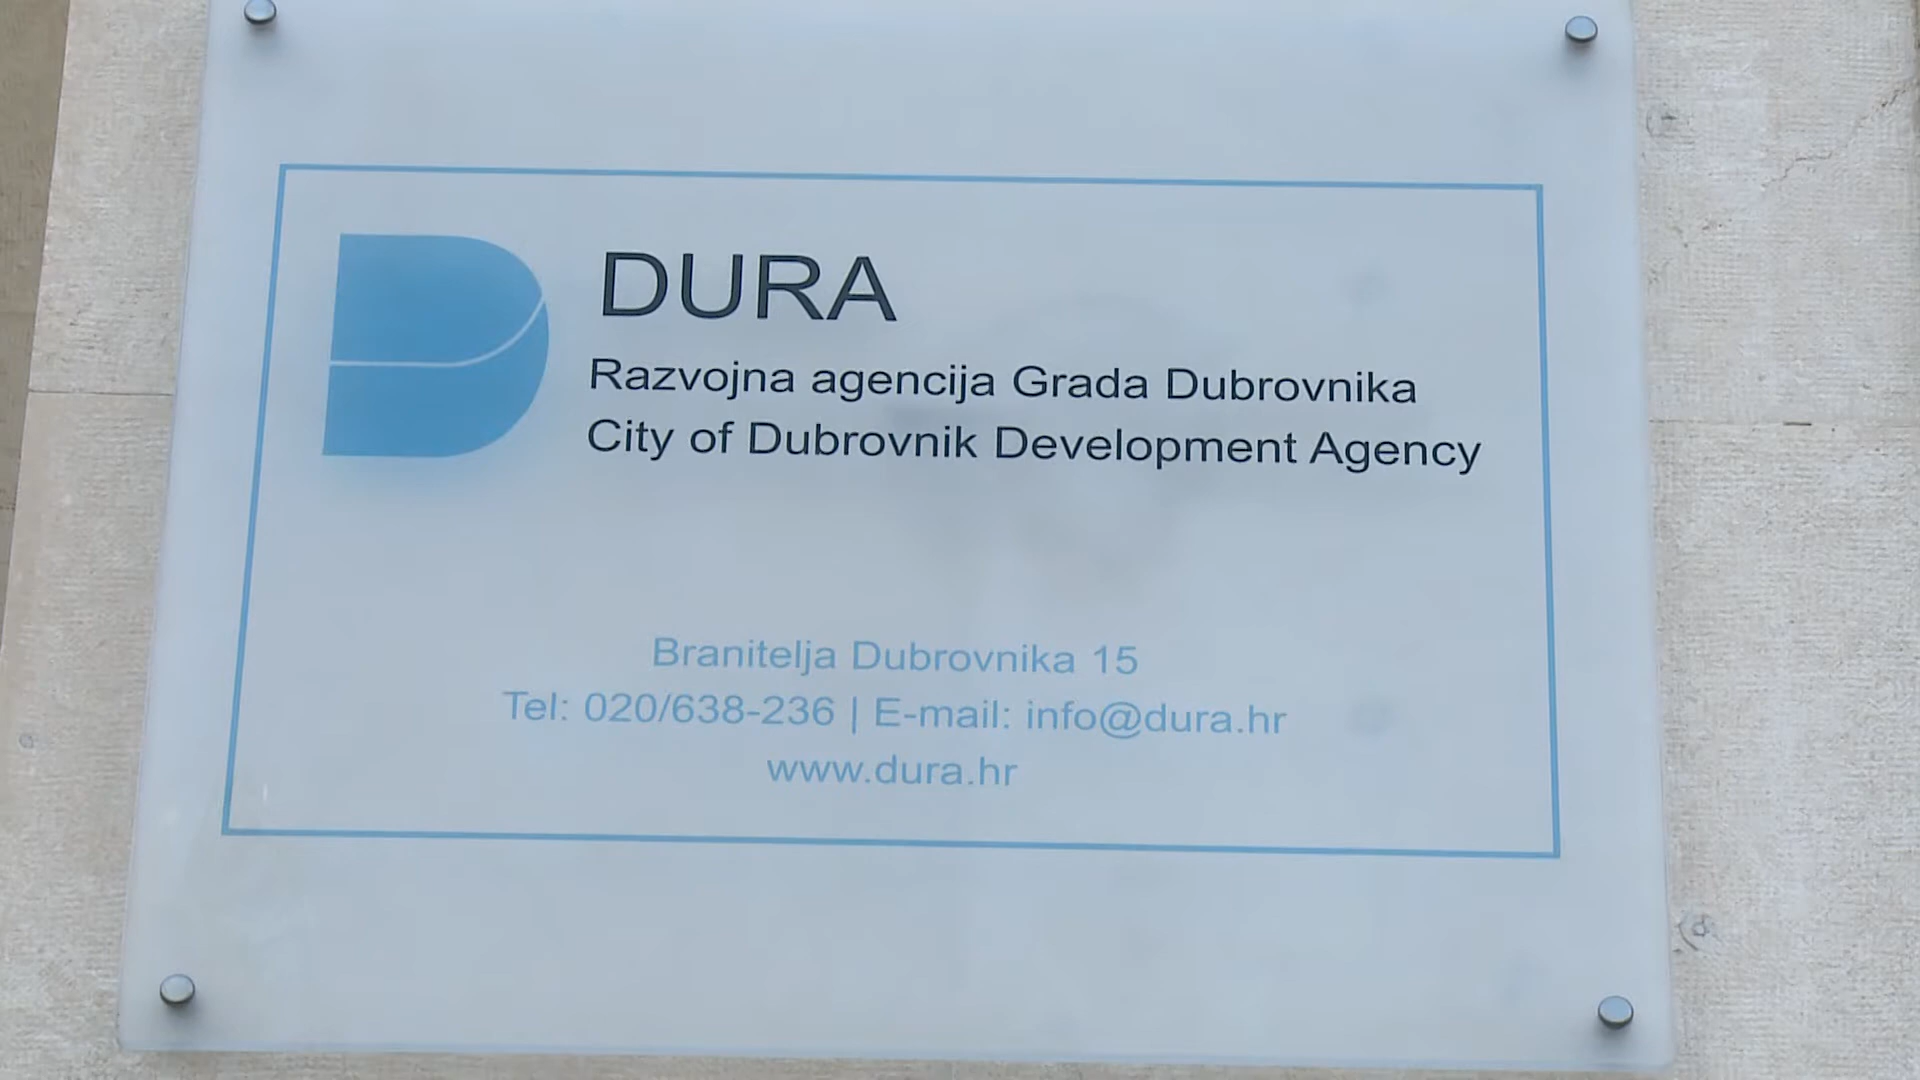 DURA
Razvojna agencija Grada Dubrovnika
City of Dubrovnik Development Agency
Branitelja Dubrovnika 15
Tel: 020/638-236 | E-mail: info@dura.hr
www.dura.hr